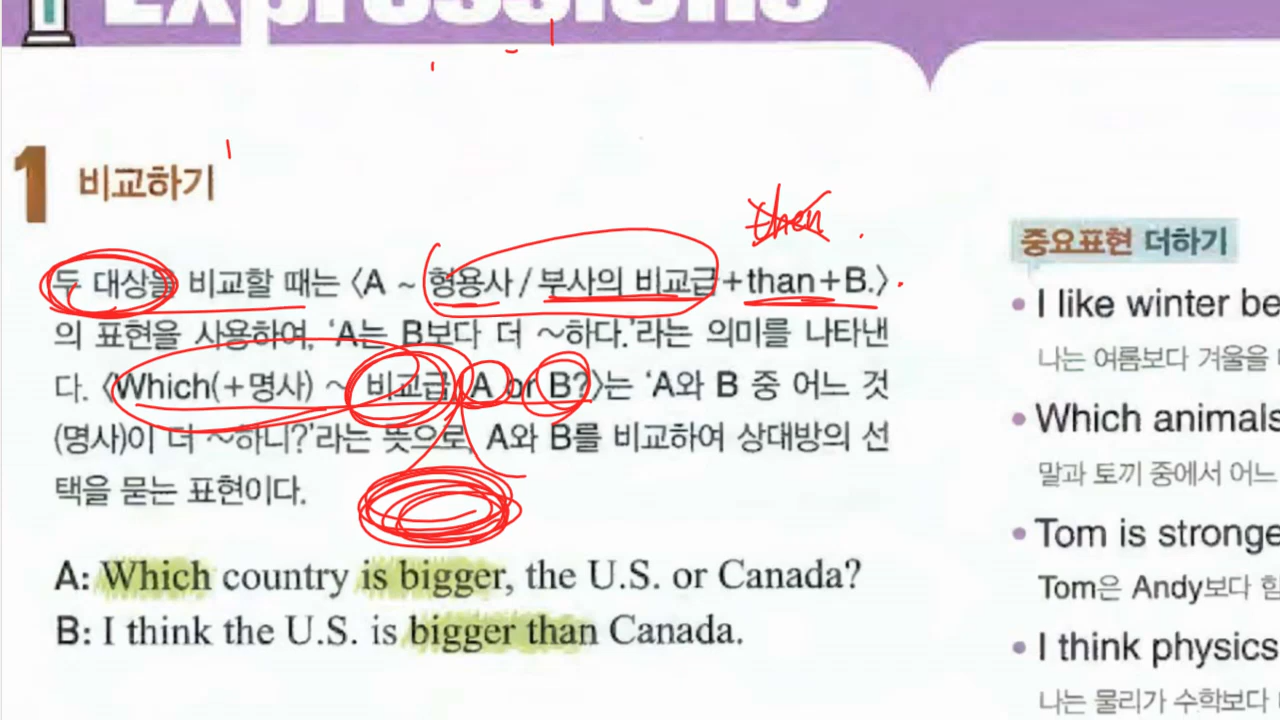 Expressions
1 비교하기
then
두 대상을 비교할 때는 〈A ~ 형용사 / 부사의 비교급+than+B.〉
의 표현을 사용하여, 'A는 B보다 더 ~하다.'라는 의미를 나타낸
다. 〈Which(+명사) ~ 비교급, A or B?〉는 'A와 B 중 어느 것
(명사)이 더 ~하니?'라는 뜻으로, A와 B를 비교하여 상대방의 선
택을 묻는 표현이다.
A: Which country is bigger, the U.S. or Canada?
B: I think the U.S. is bigger than Canada.
중요표현 더하기
• I like winter be
나는 여름보다 겨울을
• Which animals
말과 토끼 중에서 어느
• Tom is stronge
Tom은 Andy보다 힘
• I think physics
나는 물리가 수학보다